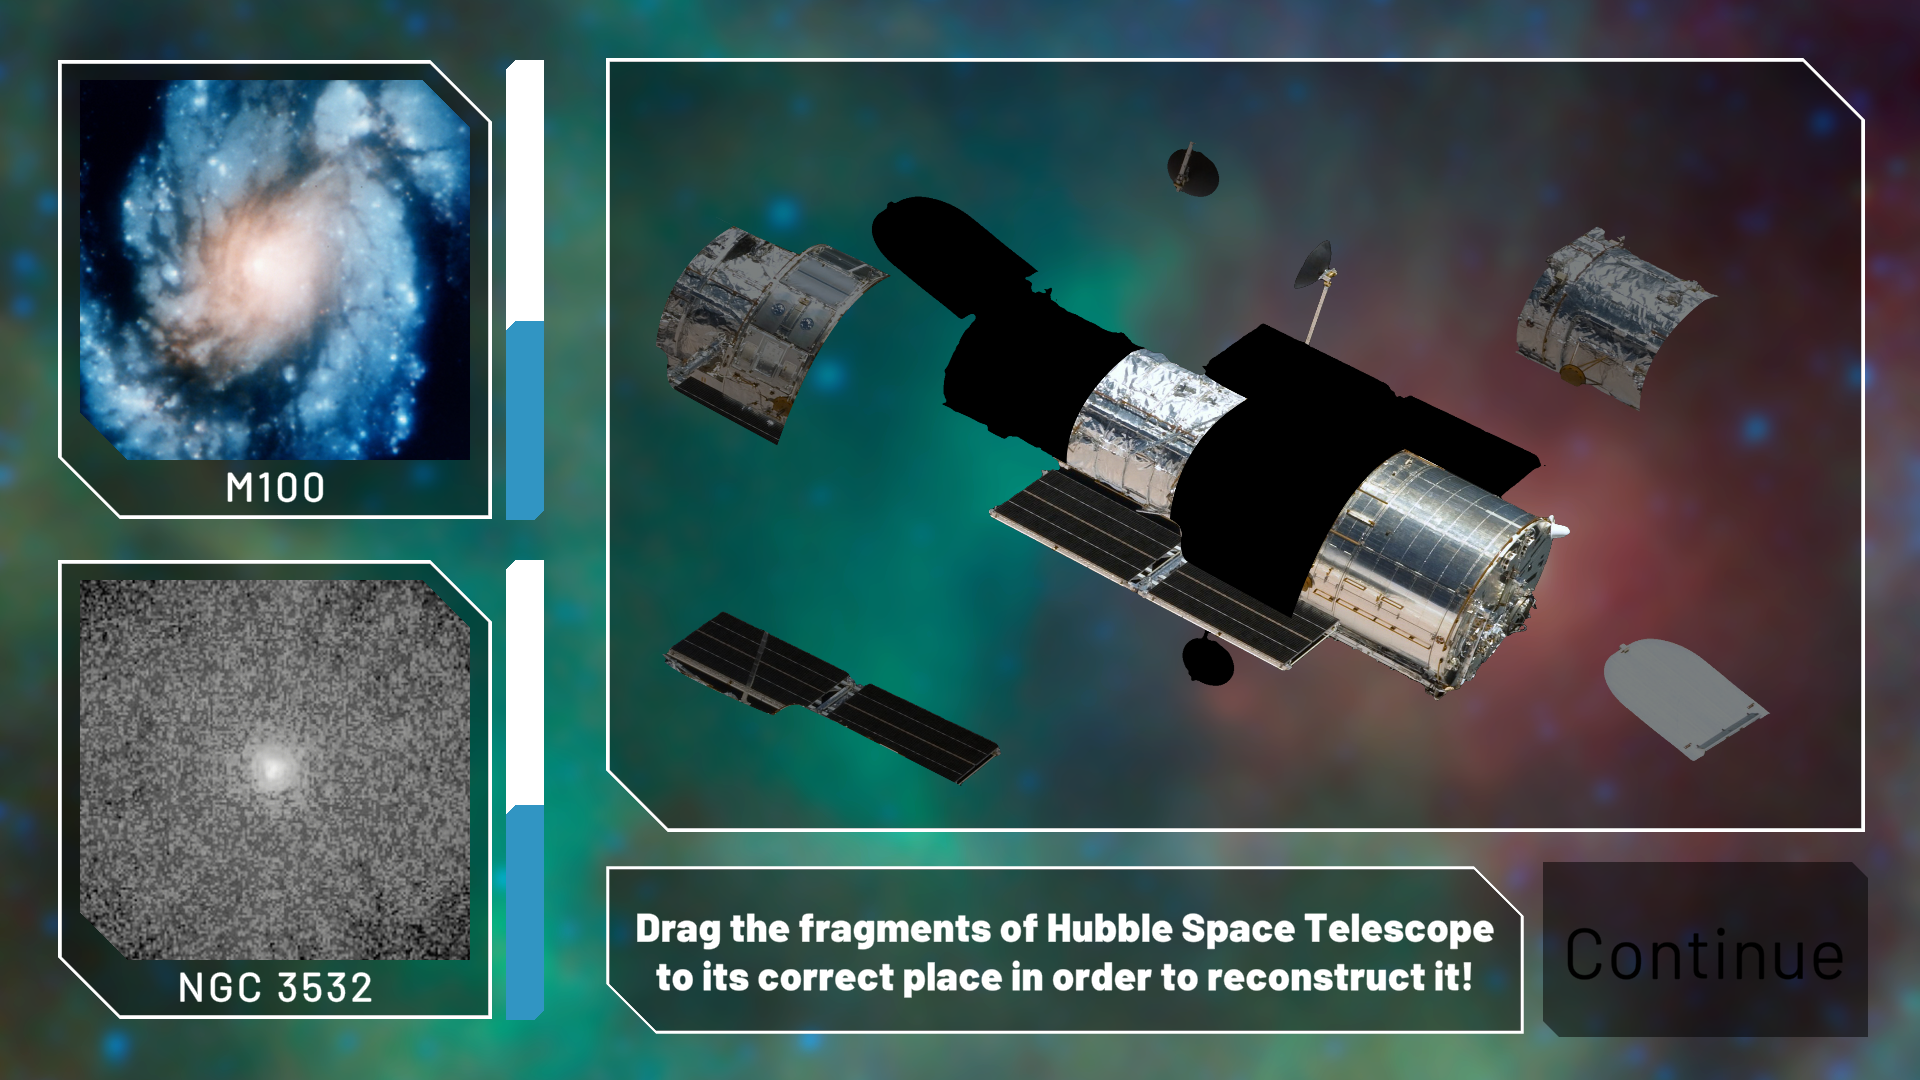 M100
NGC 3532
Drag the fragments of Hubble Space Telescope
to its correct place in order to reconstruct it!
Continue